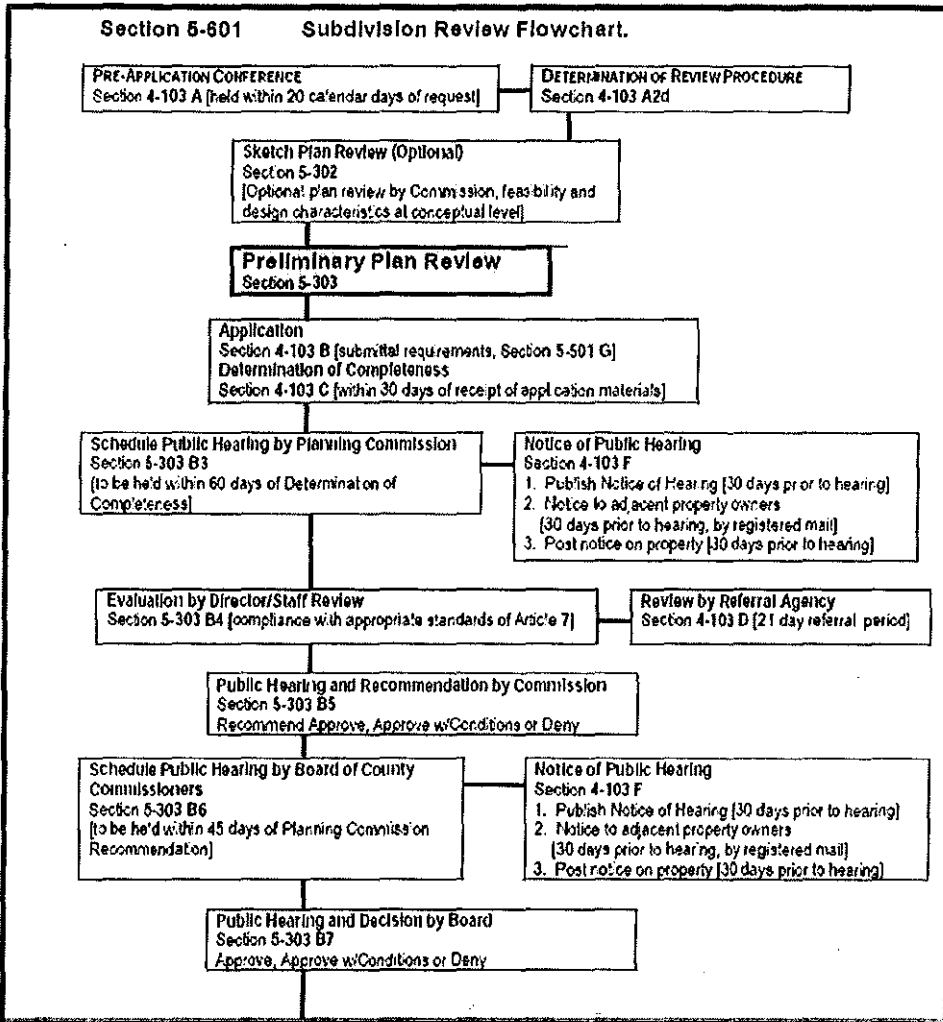 Section 5-601 Subdivision Review Flowchart.
PRE-APPLICATION CONFERENCE
Section 4-103 A [held within 20 calendar days of request]
DETERMINATION OF REVIEW PROCEDURE
Section 4-103 A2d
Sketch Plan Review (Optional)
Section 5-302
[Optional plan review by Commission, feasibility and
design characteristics at conceptual level]
Preliminary Plan Review
Section 5-303
Application
Section 4-103 B [submittal requirements, Section 5-501 G]
Determination of Completeness
Section 4-103 C [within 30 days of receipt of application materials]
Schedule Public Hearing by Planning Commission
Section 5-303 B3
[to be held within 60 days of Determination of
Completeness]
Notice of Public Hearing
Section 4-103 F
1. Publish Notice of Hearing [30 days prior to hearing]
2. Notice to adjacent property owners
[30 days prior to hearing, by registered mail]
3. Post notice on property [30 days prior to hearing]
Evaluation by Director/Staff Review
Section 5-303 B4 [compliance with appropriate standards of Article 7]
Review by Referral Agency
Section 4-103 D [21 day referral period]
Public Hearing and Recommendation by Commission
Section 5-303 B5
Recommend Approve, Approve w/Conditions or Deny
Schedule Public Hearing by Board of County
Commissioners
Section 5-303 B6
[to be held within 45 days of Planning Commission
Recommendation]
Notice of Public Hearing
Section 4-103 F
1. Publish Notice of Hearing [30 days prior to hearing]
2. Notice to adjacent property owners
[30 days prior to hearing, by registered mail]
3. Post notice on property [30 days prior to hearing]
Public Hearing and Decision by Board
Section 5-303 B7
Approve, Approve w/Conditions or Deny